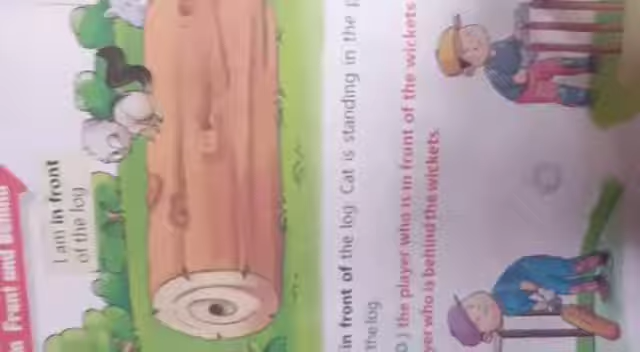 Front and Behind
I am in front
of the log
in front of the log Cat is standing in the
the log
) the player who is in front of the wickets
who is behind the wickets.